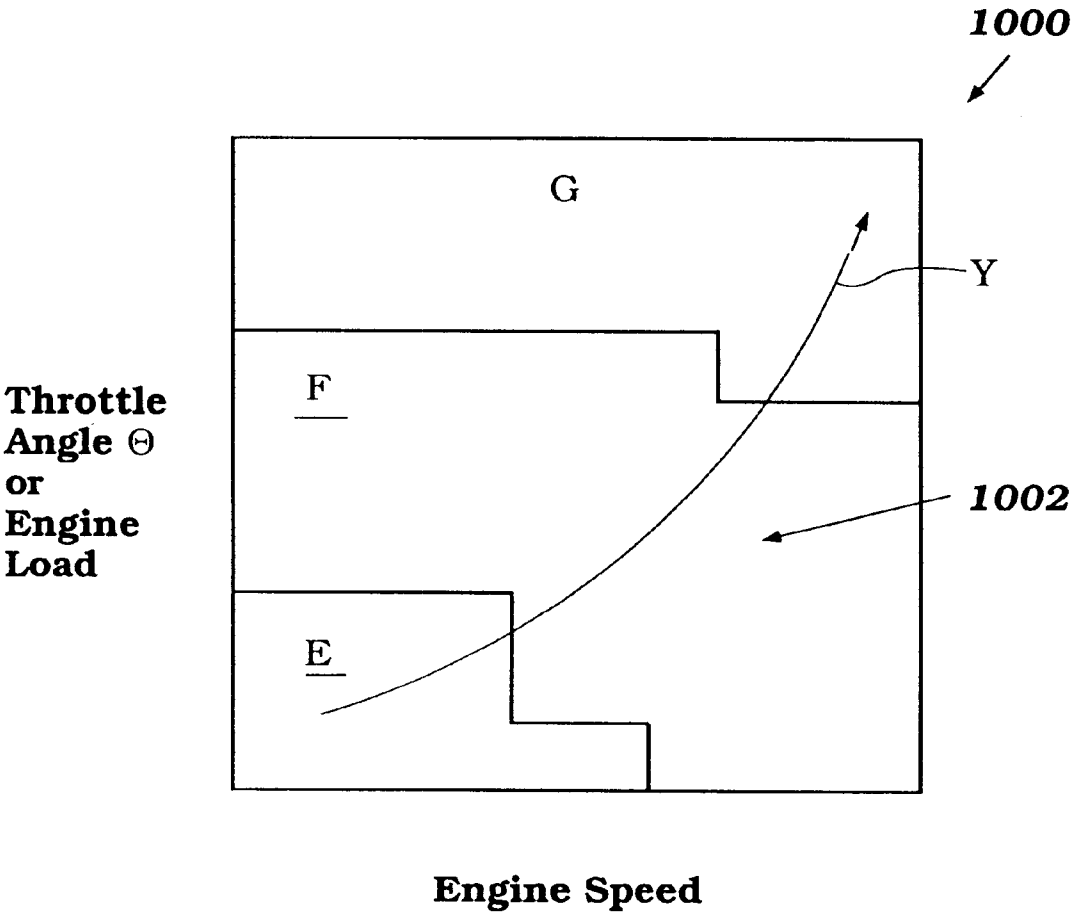 1000
G
Y
F
Throttle
Angle Θ
or
Engine
Load
1002
E
Engine Speed